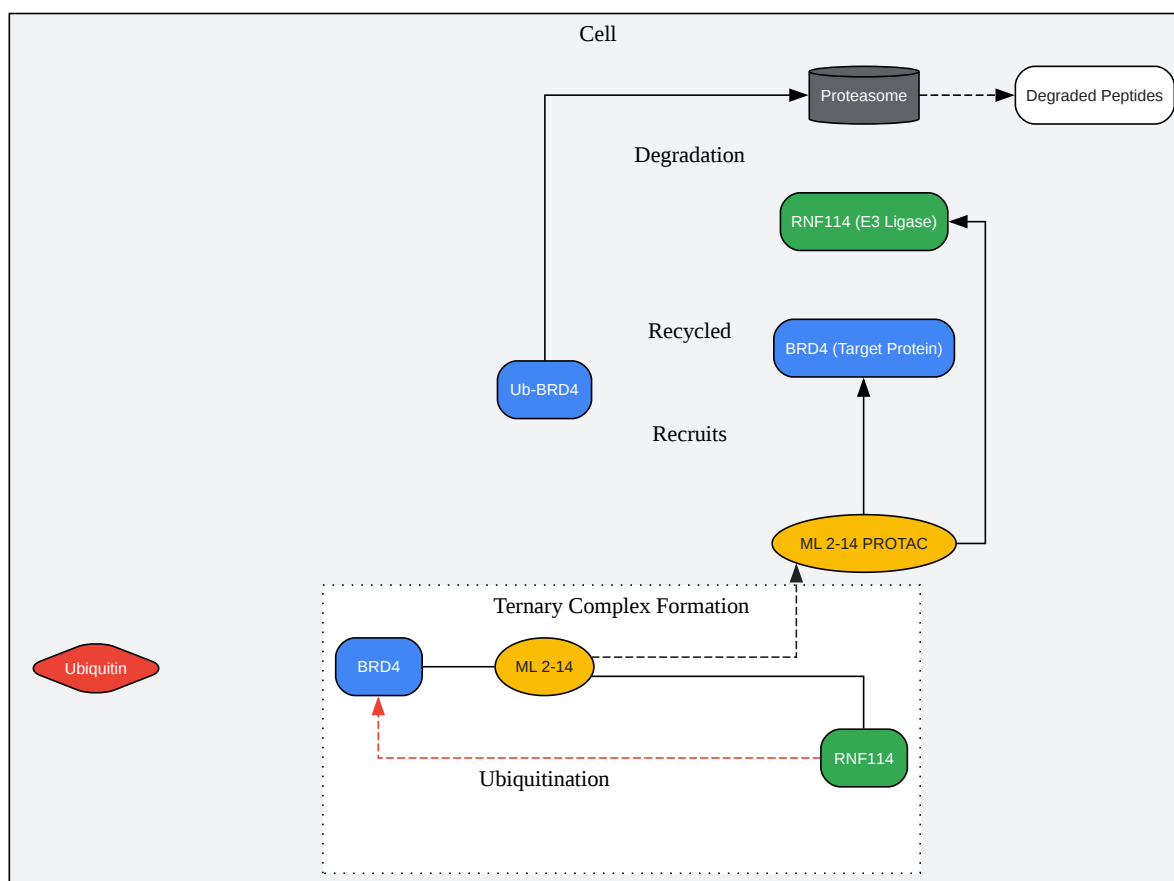 Cell
Proteasome
Degraded Peptides
Degradation
RNF114 (E3 Ligase)
Recycled
BRD4 (Target Protein)
Ub-BRD4
Recruits
ML 2-14 PROTAC
Ternary Complex Formation
Ubiquitin
BRD4
ML 2-14
RNF114
Ubiquitination